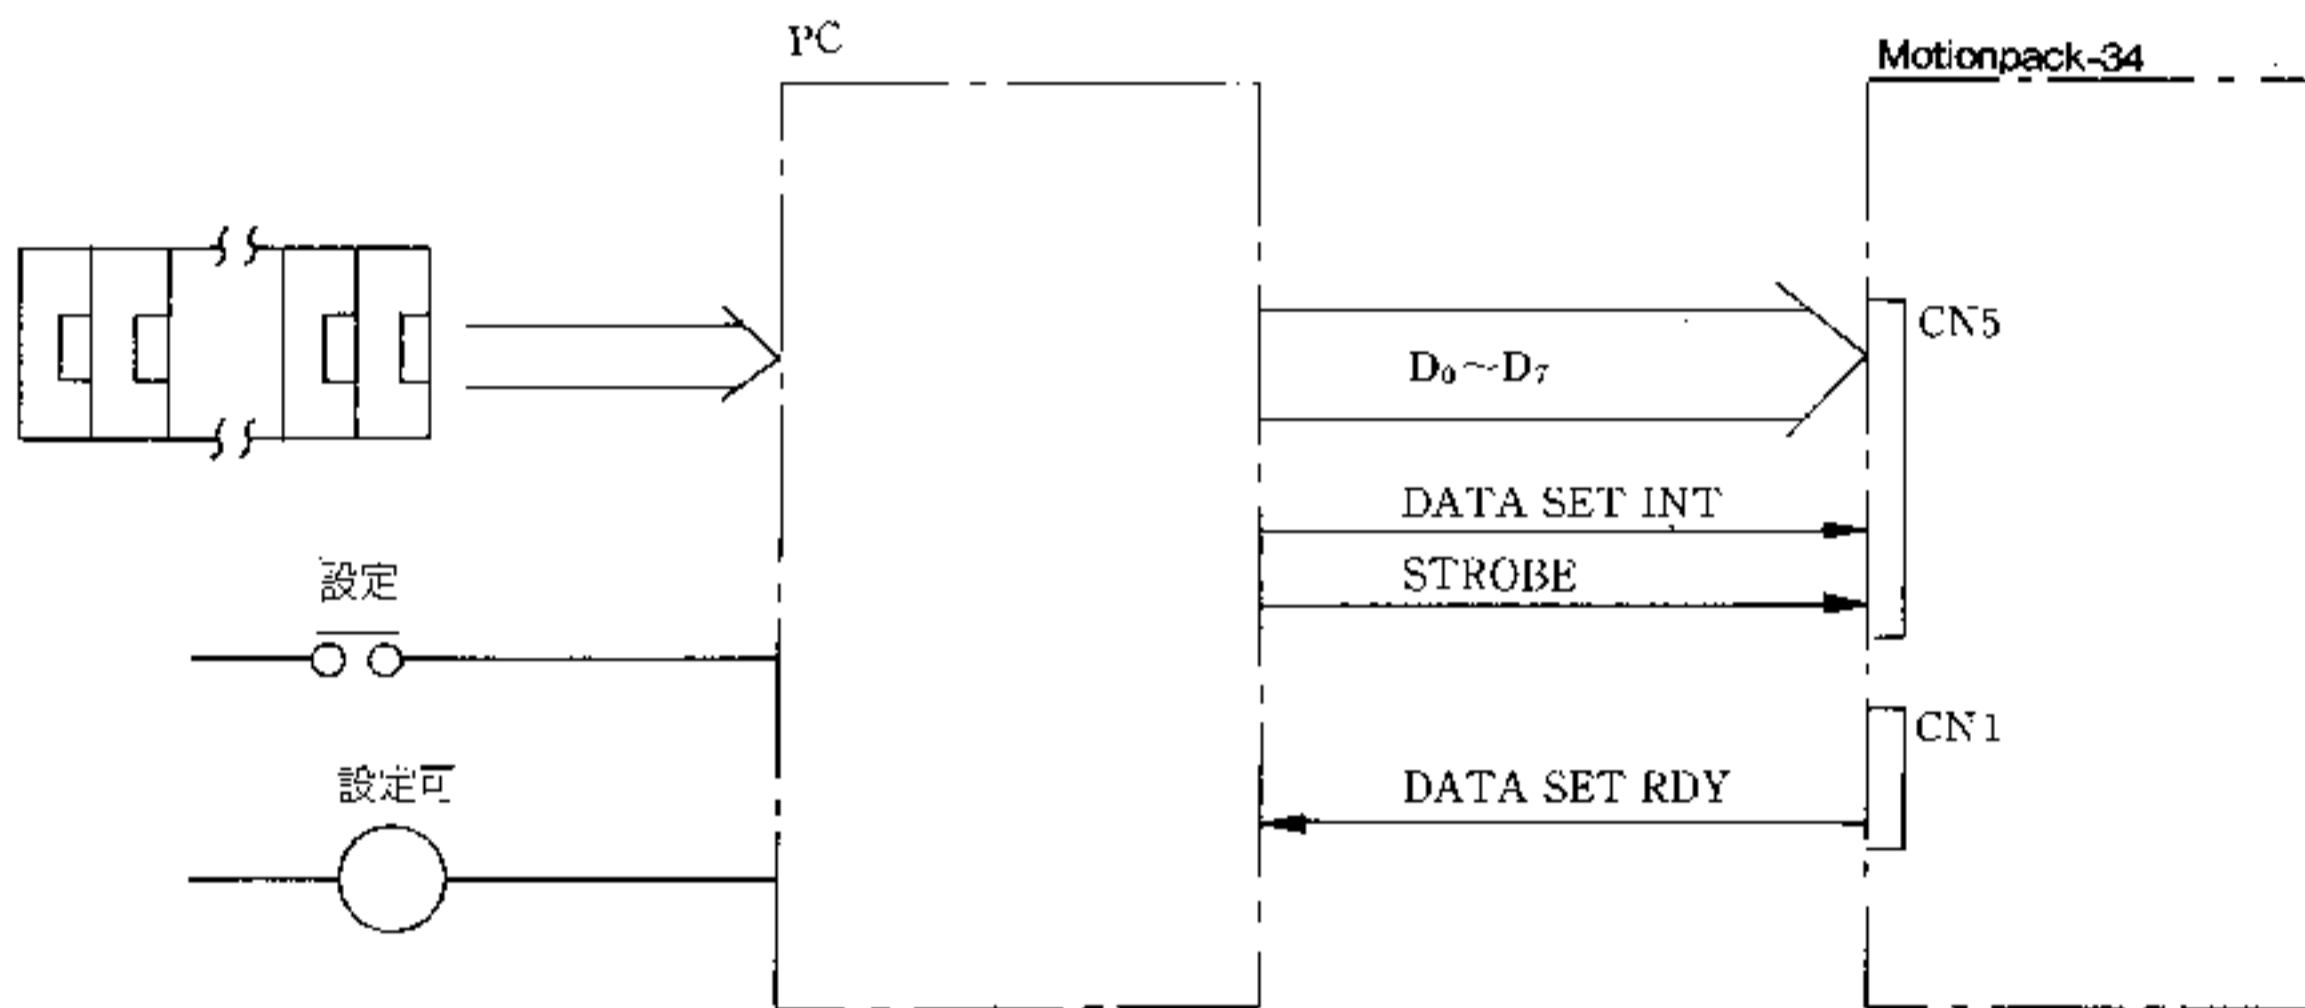 PC
Motionpack-34
CN5
D₀~D₇
DATA SET INT
設定
STROBE
CN1
設定可
DATA SET RDY